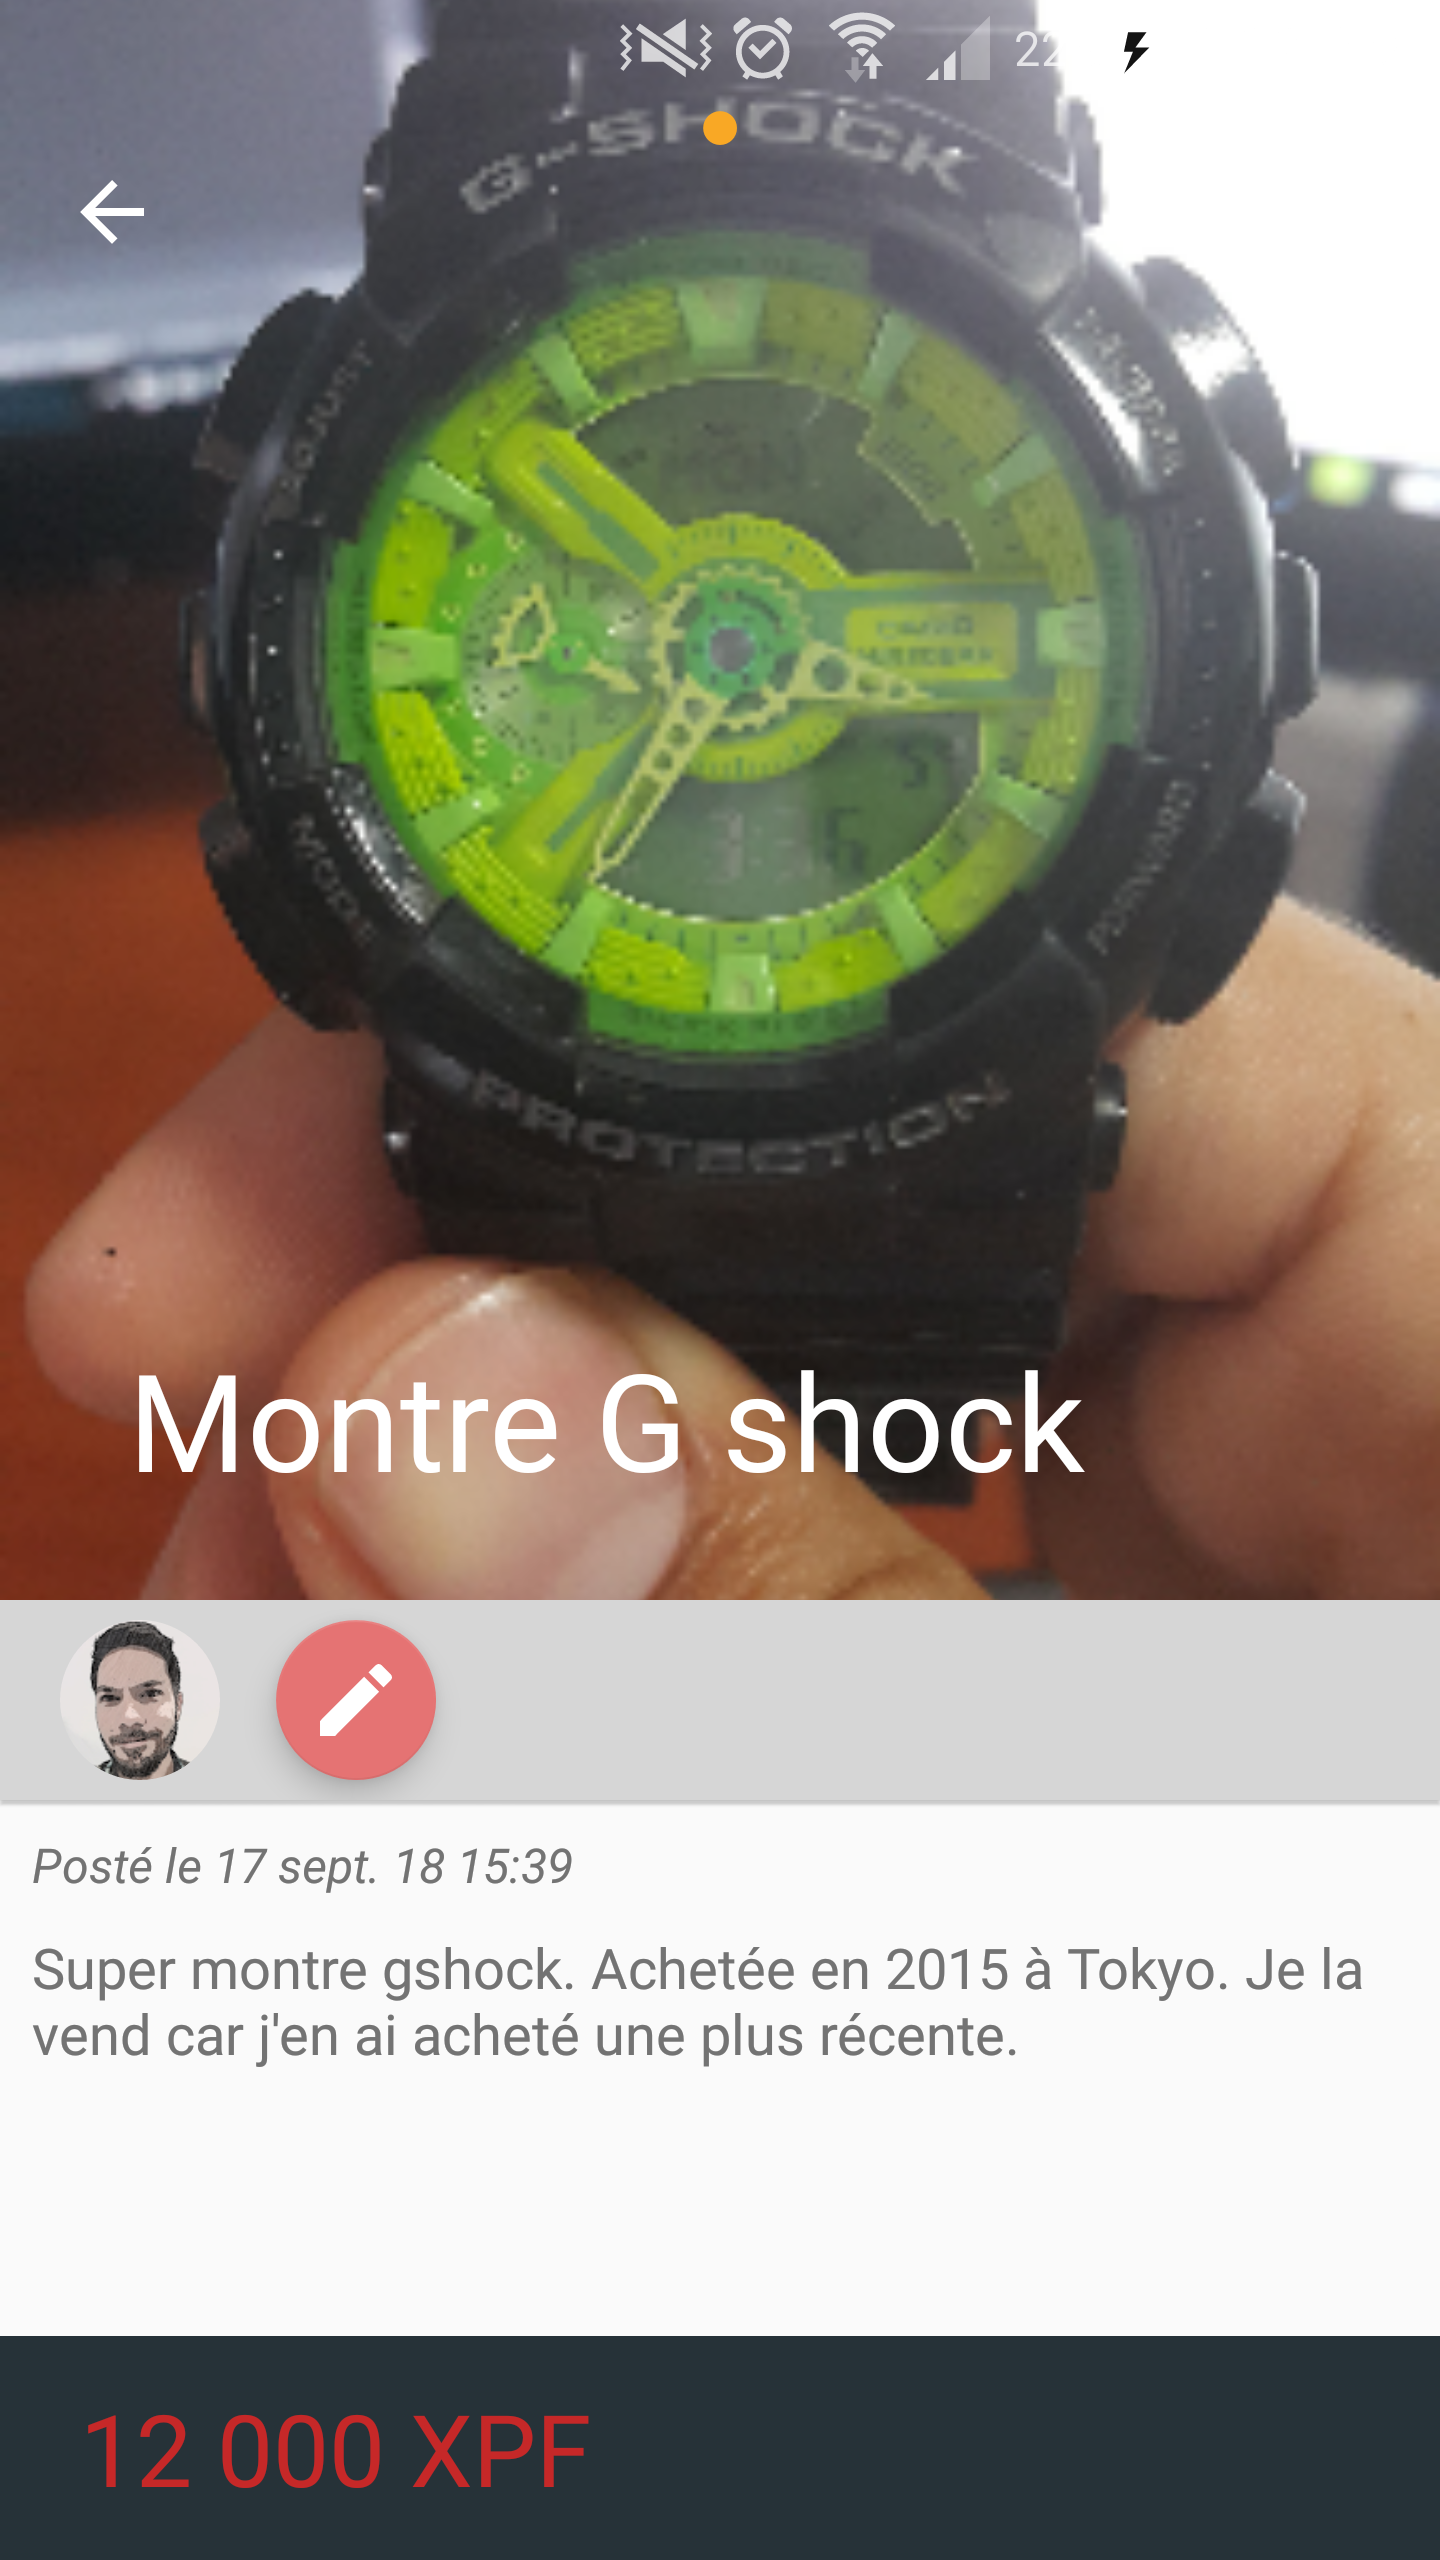 22
G-SHOCK
ADJUST
MODE
FORWARD
PROTECTION
Montre G shock
Posté le 17 sept. 18 15:39
Super montre gshock. Achetée en 2015 à Tokyo. Je la
vend car j'en ai acheté une plus récente.
12 000 XPF